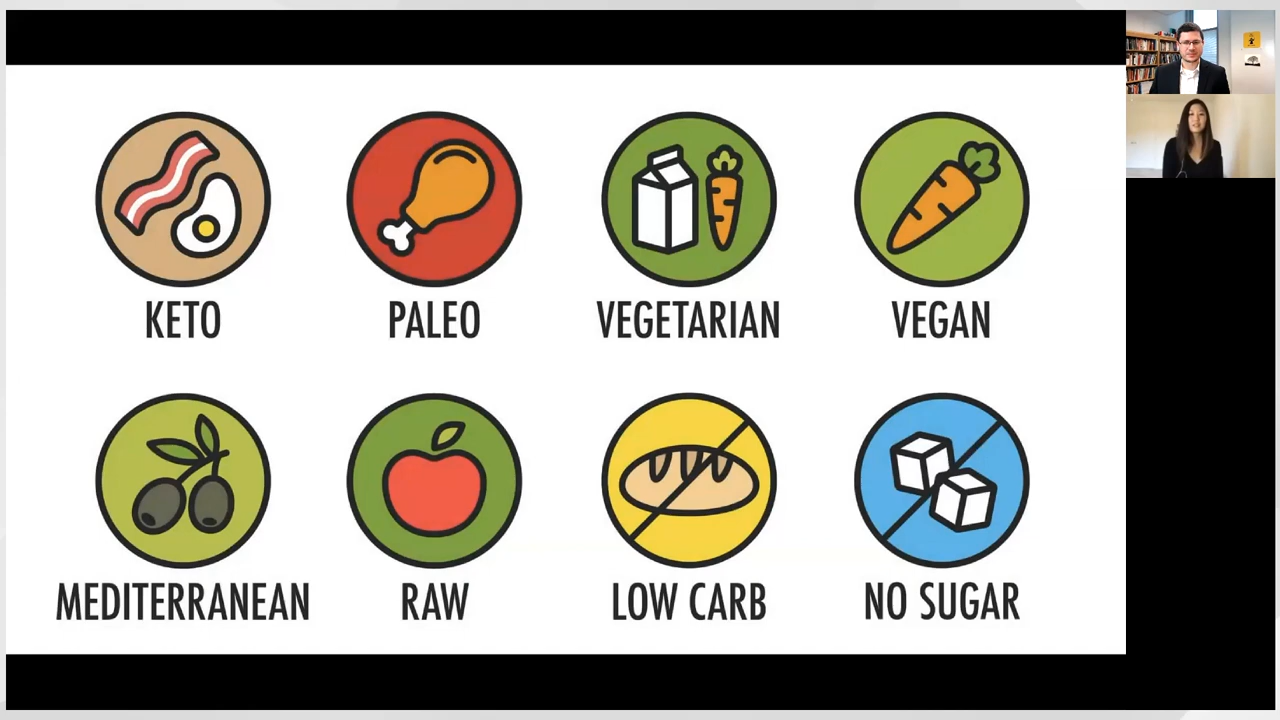 KETO
PALEO
VEGETARIAN
VEGAN
MEDITERRANEAN
RAW
LOW CARB
NO SUGAR